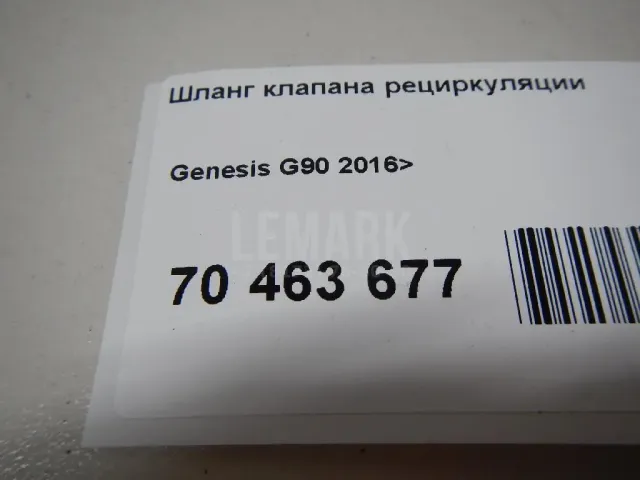 Шланг клапана рециркуляции
Genesis G90 2016>
LEMARK
70 463 677